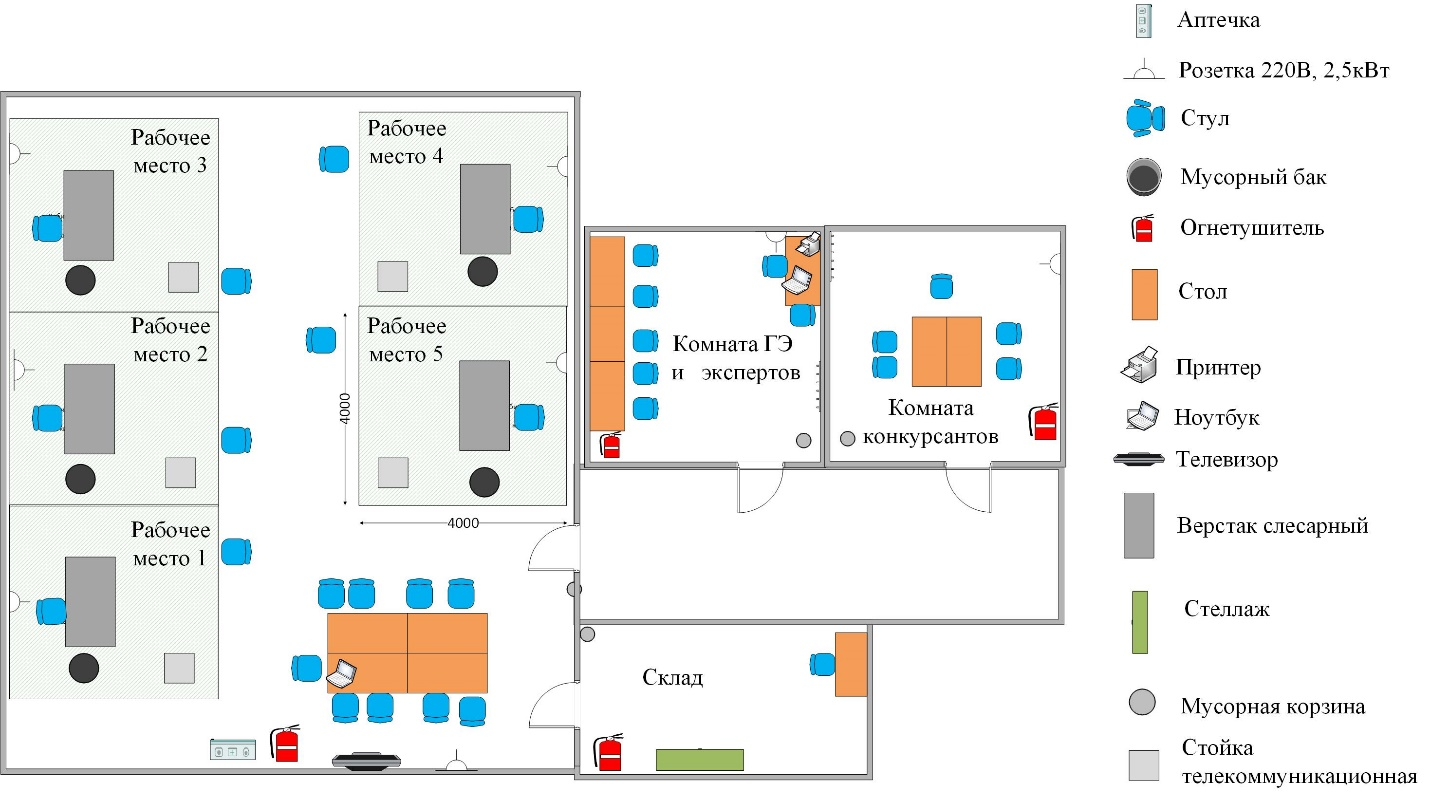 Рабочее
место 3
Рабочее
место 4
Рабочее
место 2
Рабочее
место 5
4000
4000
Рабочее
место 1
Комната ГЭ
и экспертов
Комната
конкурсантов
Склад
Аптечка
Розетка 220В, 2,5кВт
Стул
Мусорный бак
Огнетушитель
Стол
Принтер
Ноутбук
Телевизор
Верстак слесарный
Стеллаж
Мусорная корзина
Стойка
телекоммуникационная